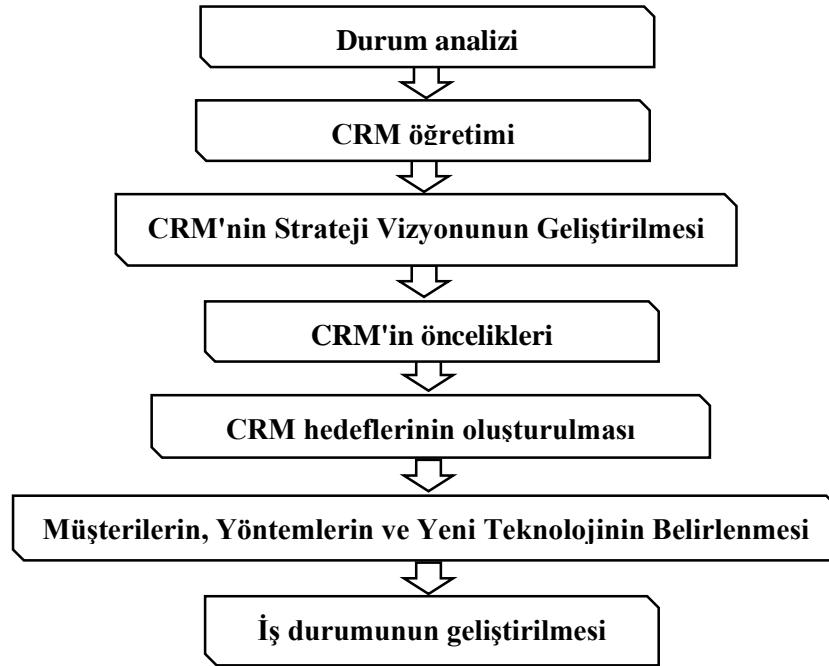 Durum analizi
CRM öğretimi
CRM'nin Strateji Vizyonunun Geliştirilmesi
CRM'in öncelikleri
CRM hedeflerinin oluşturulması
Müşterilerin, Yöntemlerin ve Yeni Teknolojinin Belirlenmesi
İş durumunun geliştirilmesi